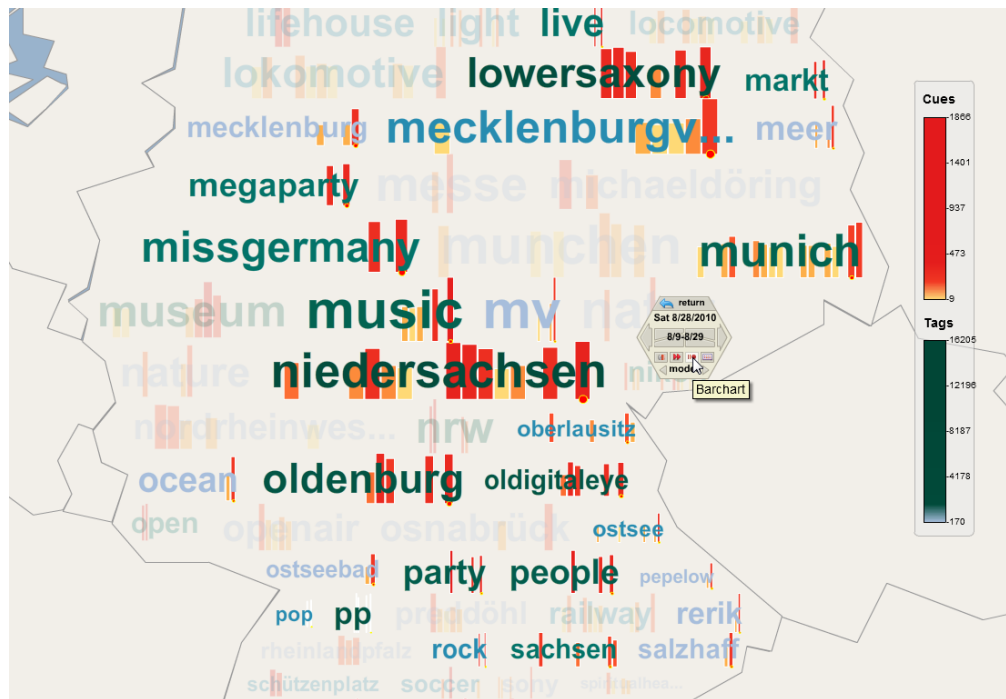 lifehouse light live locomotive
lokomotive lowersaxony markt
mecklenburg mecklenburgv... meer
megaparty messe michaeldöring
missgermany munchen munich
museum music mv
nature
niedersachsen
nordrheinwes... nrw oberlausitz
ocean oldenburg oldigitaleye
open openair osnabrück ostsee
ostseebad party people pepelow
pop pp preddöhl railway rerik
rheinlandpfalz rock sachsen salzhaff
schützenplatz soccer sony
return
Sat 8/28/2010
8/9-8/29
mode
Barchart
Cues
1866
1401
937
473
9
Tags
16205
12196
8187
4178
170